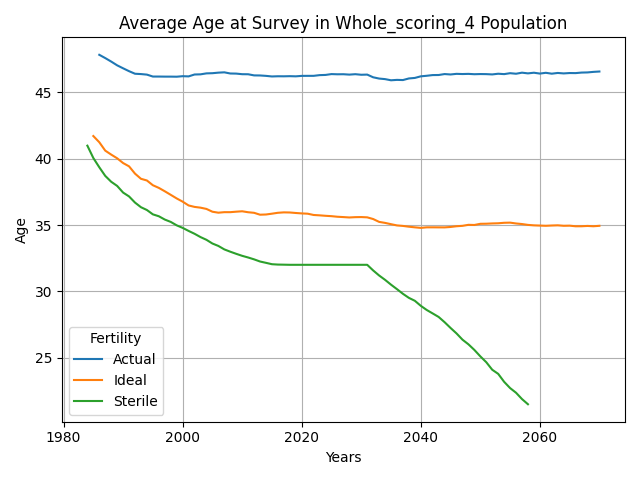 Average Age at Survey in Whole_scoring_4 Population
Age
45
40
35
30
25
Fertility
Actual
Ideal
Sterile
1980 2000 2020 2040 2060
Years